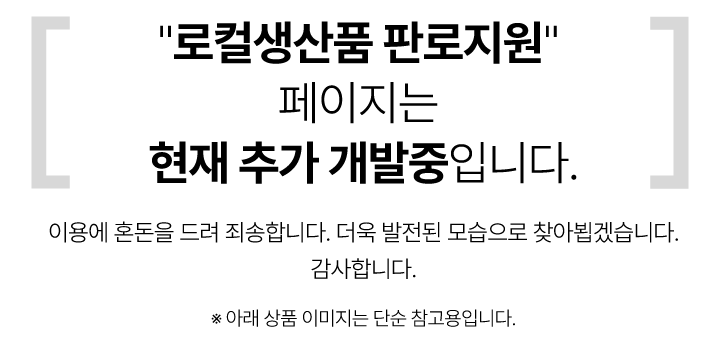 "로컬생산품 판로지원"
페이지는
현재 추가 개발중입니다.
이용에 혼돈을 드려 죄송합니다. 더욱 발전된 모습으로 찾아뵙겠습니다.
감사합니다.
※ 아래 상품 이미지는 단순 참고용입니다.